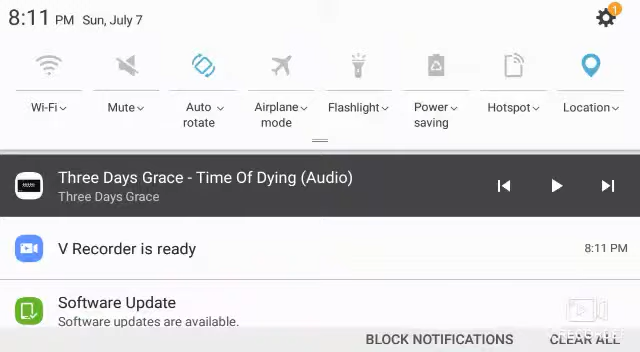 8:11 PM Sun, July 7
1
Wi-Fi
Mute
Auto rotate
Airplane mode
Flashlight
Power saving
Hotspot
Location
Three Days Grace - Time Of Dying (Audio)
Three Days Grace
V Recorder is ready
8:11 PM
Software Update
Software updates are available.
BLOCK NOTIFICATIONS
CLEAR ALL